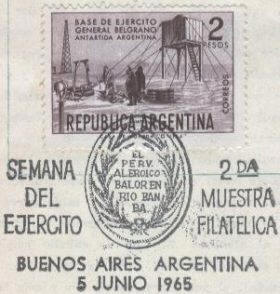 BASE DE EJERCITO
GENERAL BELGRANO
ANTARTIDA ARGENTINA
2
PESOS
CORREOS
REPUBLICA ARGENTINA
SEMANA
DEL
EJERCITO
EL
PERV.
ALEROICO
BALOR EN
RIO BAN
BA
2 DA
MUESTRA
FILATELICA
BUENOS AIRES ARGENTINA
5 JUNIO 1965